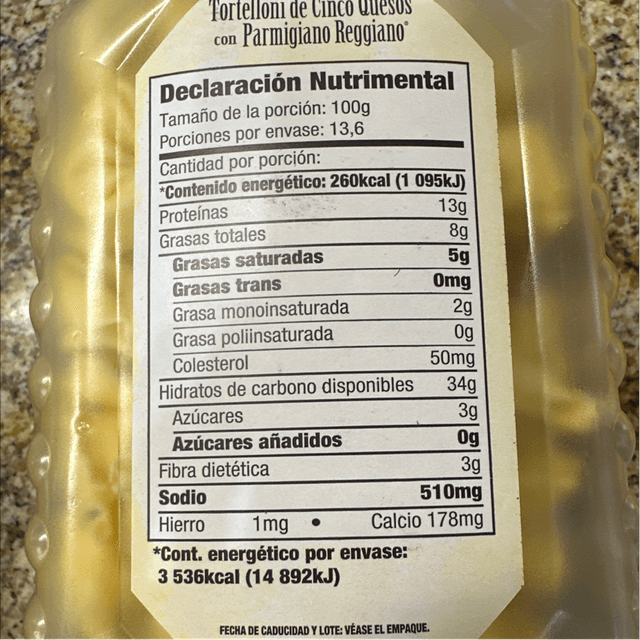 Tortelloni de Cinco Quesos
con Parmigiano Reggiano®
Declaración Nutrimental
Tamaño de la porción: 100g
Porciones por envase: 13,6
Cantidad por porción:
*Contenido energético: 260kcal (1 095kJ)
Proteínas 13g
Grasas totales 8g
Grasas saturadas 5g
Grasas trans 0mg
Grasa monoinsaturada 2g
Grasa poliinsaturada 0g
Colesterol 50mg
Hidratos de carbono disponibles 34g
Azúcares 3g
Azúcares añadidos 0g
Fibra dietética 3g
Sodio 510mg
Hierro 1mg • Calcio 178mg
*Cont. energético por envase:
3 536kcal (14 892kJ)
FECHA DE CADUCIDAD Y LOTE: VÉASE EL EMPAQUE.